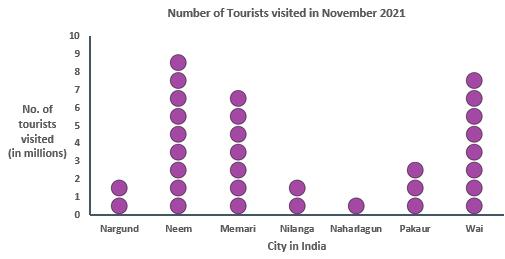 Number of Tourists visited in November 2021
10
9
8
7
6
5
4
3
2
1
0
No. of
tourists
visited
(in millions)
Nargund Neem Memari Nilanga Naharlagun Pakaur Wai
City in India